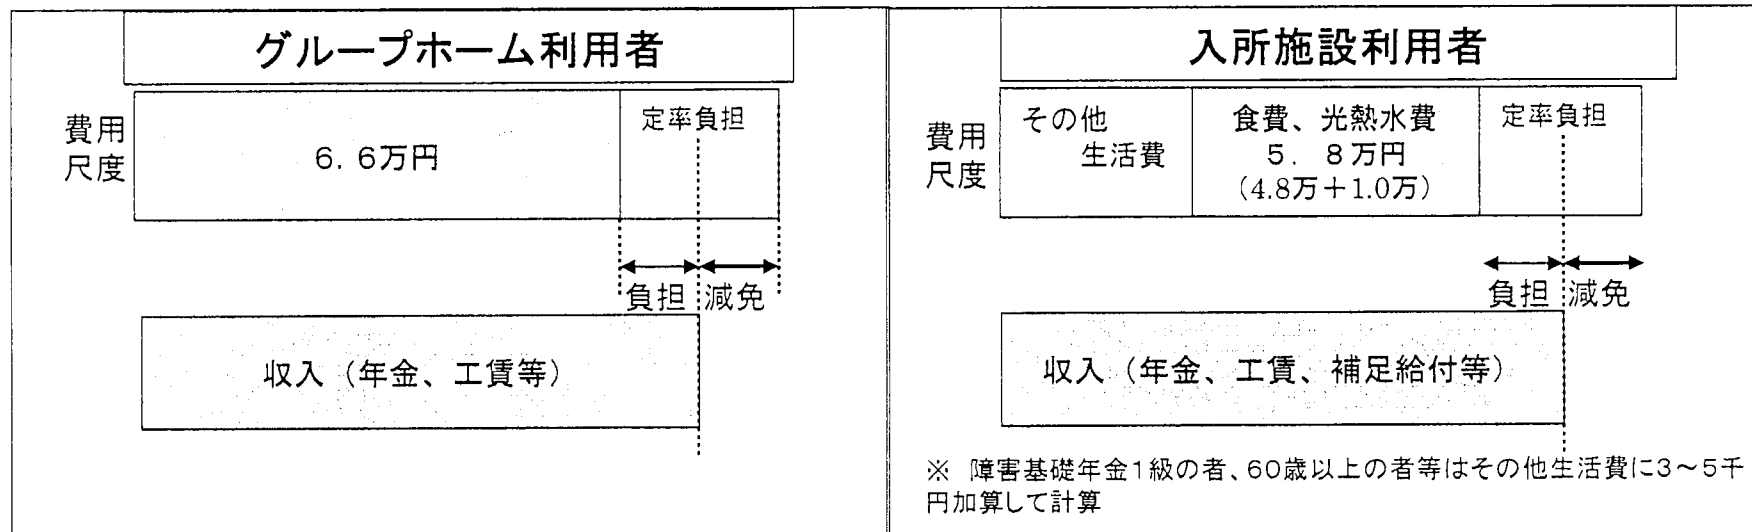 グループホーム利用者
費用
尺度
6.6万円
定率負担
負担
減免
収入（年金、工賃等）
入所施設利用者
費用
尺度
その他
生活費
食費、光熱水費
5.8万円
（4.8万＋1.0万）
定率負担
負担
減免
収入（年金、工賃、補足給付等）
※ 障害基礎年金1級の者、60歳以上の者等はその他生活費に3～5千
円加算して計算